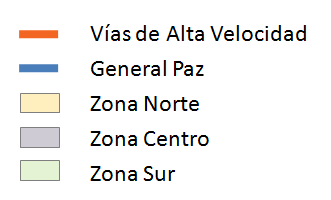 Vías de Alta Velocidad
General Paz
Zona Norte
Zona Centro
Zona Sur